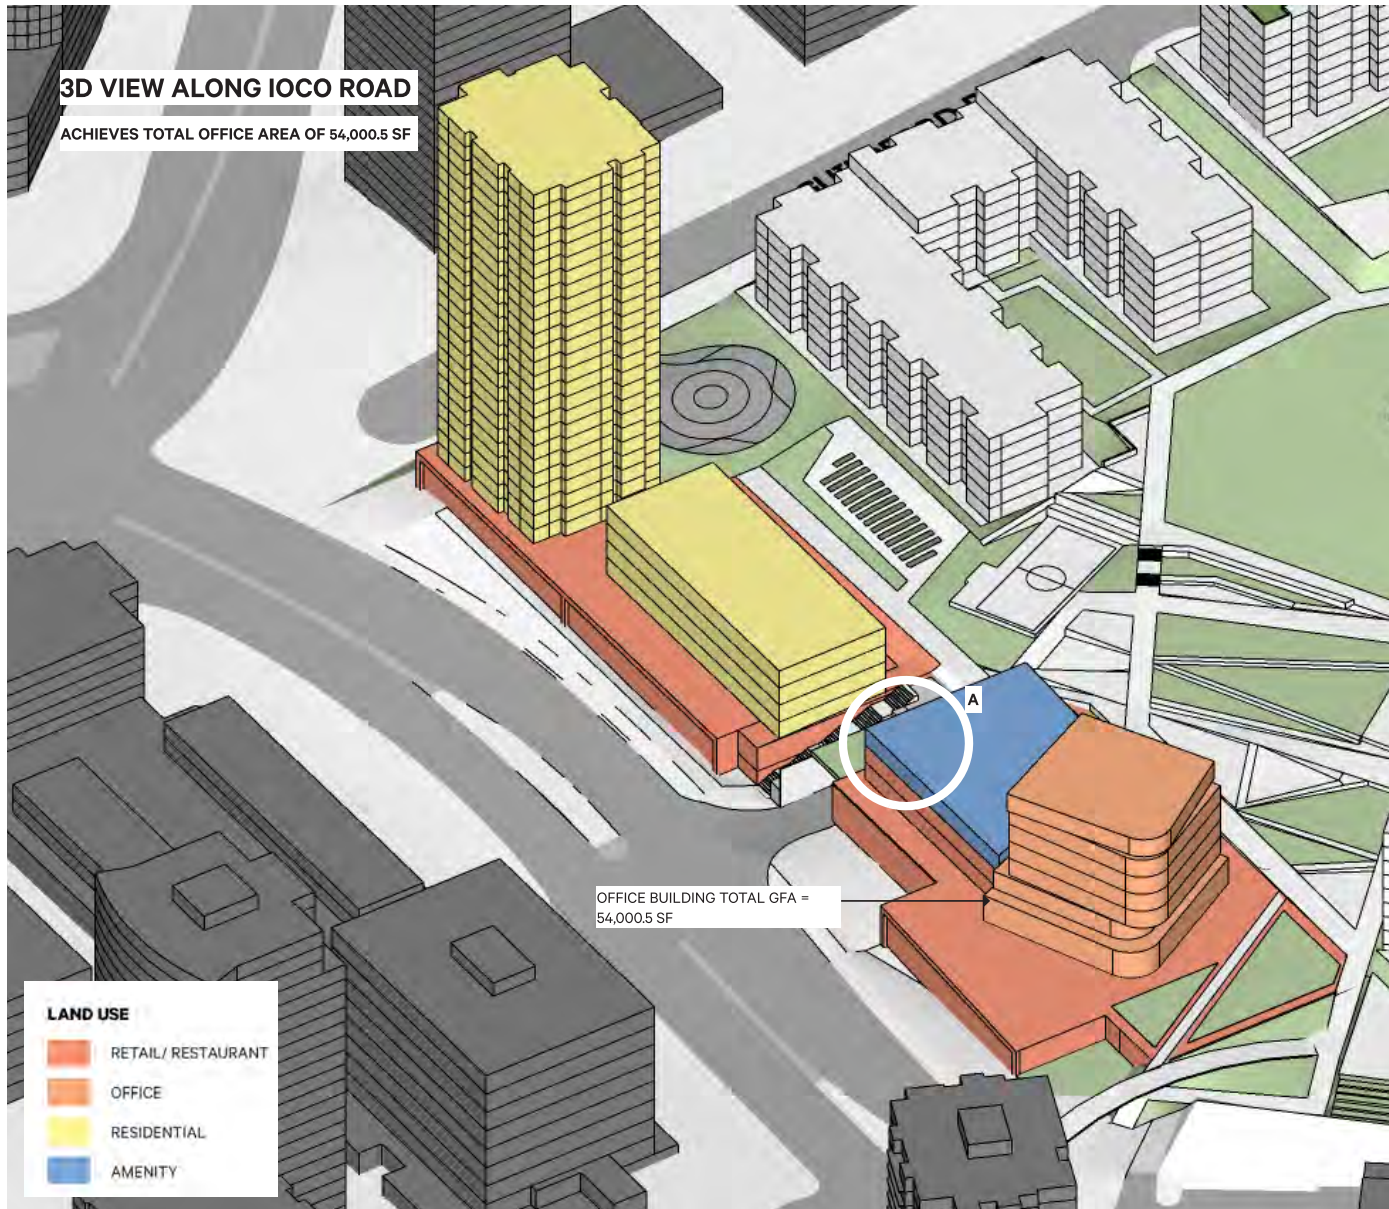 3D VIEW ALONG IOCO ROAD
ACHIEVES TOTAL OFFICE AREA OF 54,000.5 SF
A
OFFICE BUILDING TOTAL GFA =
54,000.5 SF
LAND USE
RETAIL/ RESTAURANT
OFFICE
RESIDENTIAL
AMENITY